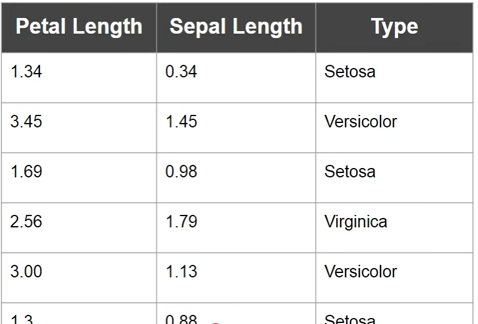 Petal Length Sepal Length Type
1.34 0.34 Setosa
3.45 1.45 Versicolor
1.69 0.98 Setosa
2.56 1.79 Virginica
3.00 1.13 Versicolor
1.3 0.88 Setosa